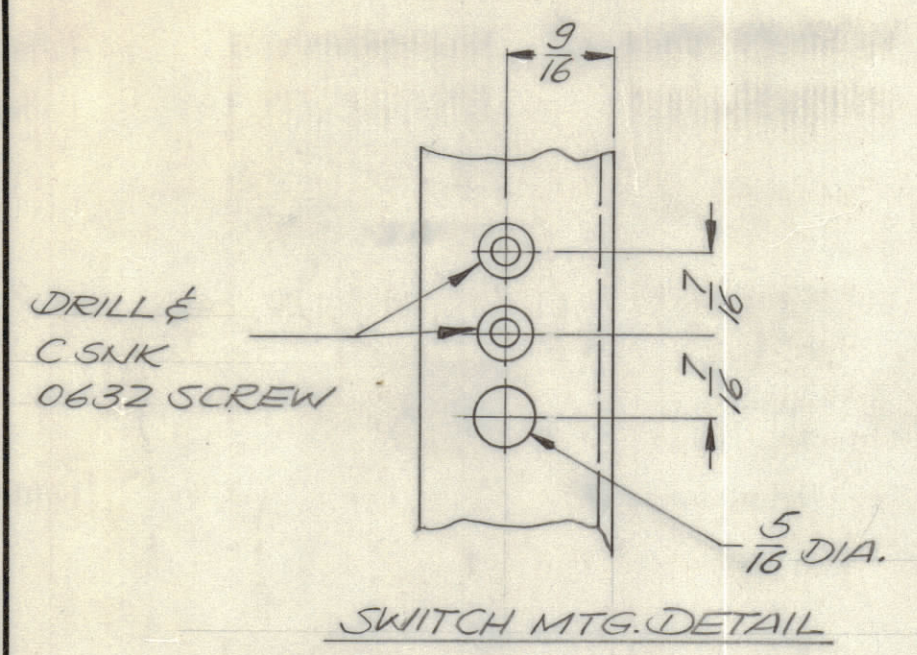 9/16
DRILL &
C SNK
0632 SCREW
7/16
7/16
5/16 DIA.
SWITCH MTG. DETAIL